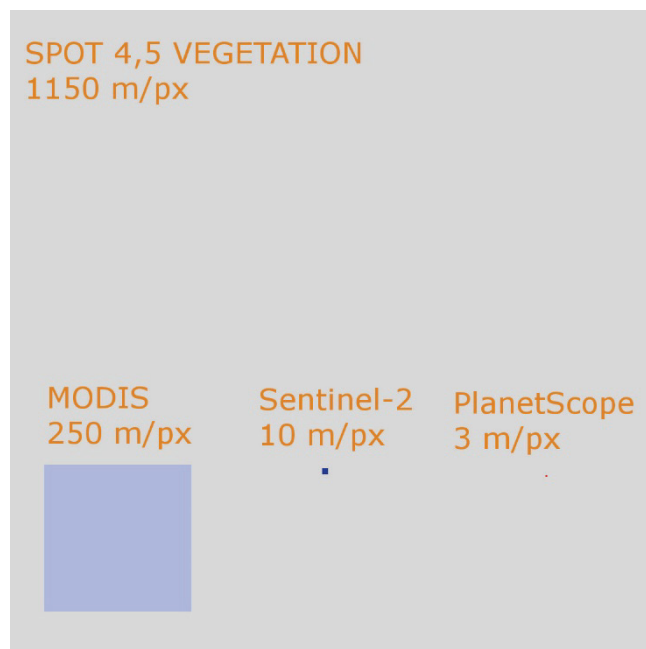 SPOT 4,5 VEGETATION
1150 m/px
MODIS
250 m/px
Sentinel-2
10 m/px
PlanetScope
3 m/px